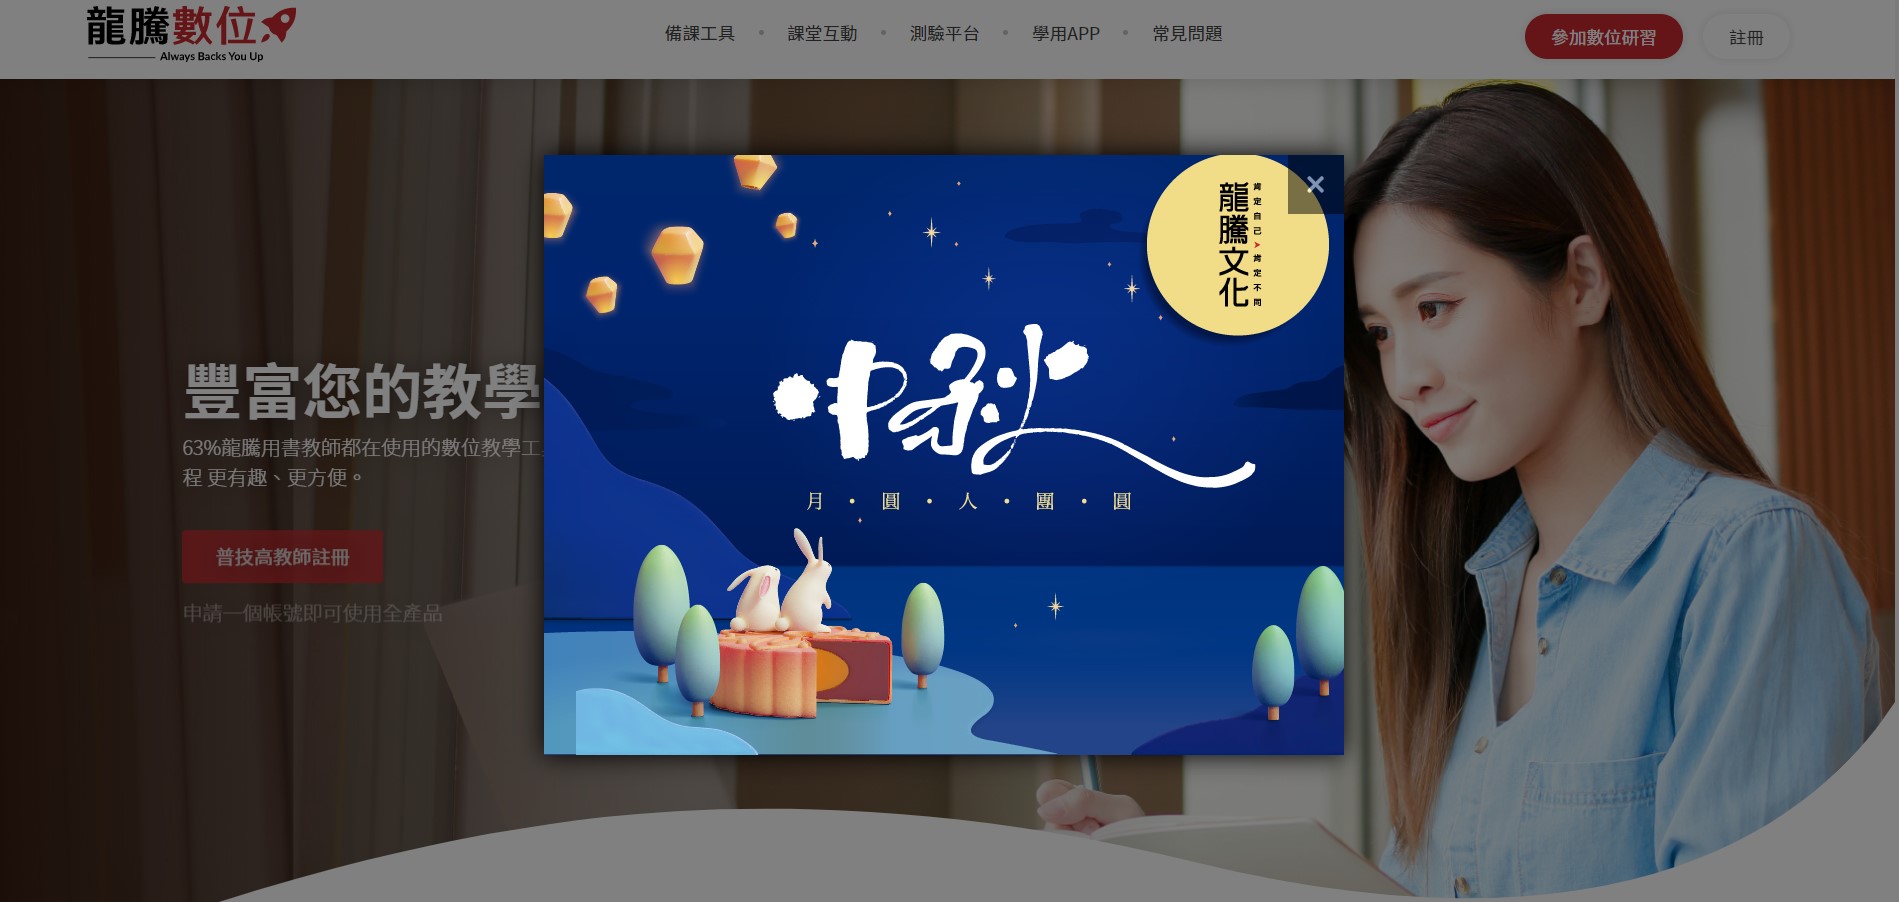 龍騰數位
Always Backs You Up
備課工具 • 課堂互動 • 測驗平台 • 學用APP • 常見問題
參加數位研習
註冊
豐富您的教學
63%龍騰用書教師都在使用的數位教學工
程 更有趣、更方便。
普技高教師註冊
申請一個帳號即可使用全產品
龍騰文化
肯定自己➤肯定不同
×
中秋
月・圓・人・團・圓